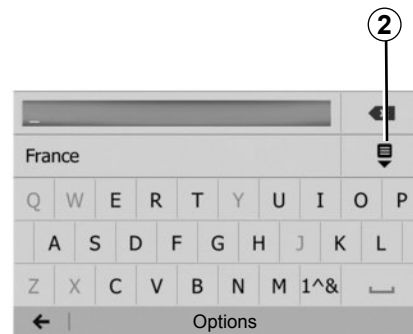 2
_
France
Q W E R T Y U I O P
A S D F G H J K L
Z X C V B N M 1^&
Options